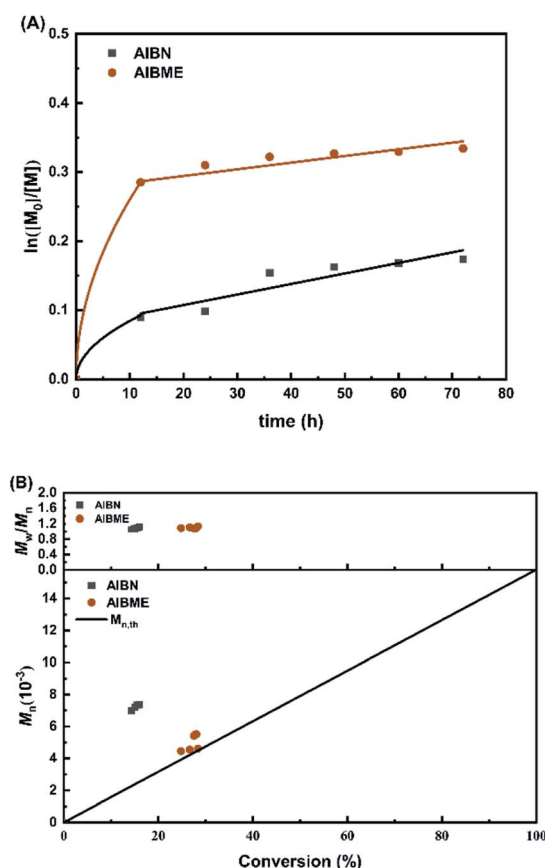 (A)
0.5
0.4
0.3
0.2
0.1
0.0
ln([M₀]/[M)
AIBN
AIBME
0 10 20 30 40 50 60 70 80
time (h)
(B)
2.0
1.6
1.2
0.8
0.4
0.0
Mw/Mn
AIBN
AIBME
14
12
10
8
6
4
2
0
Mn(10⁻³)
AIBN
AIBME
Mn,th
0 20 40 60 80 100
Conversion (%)